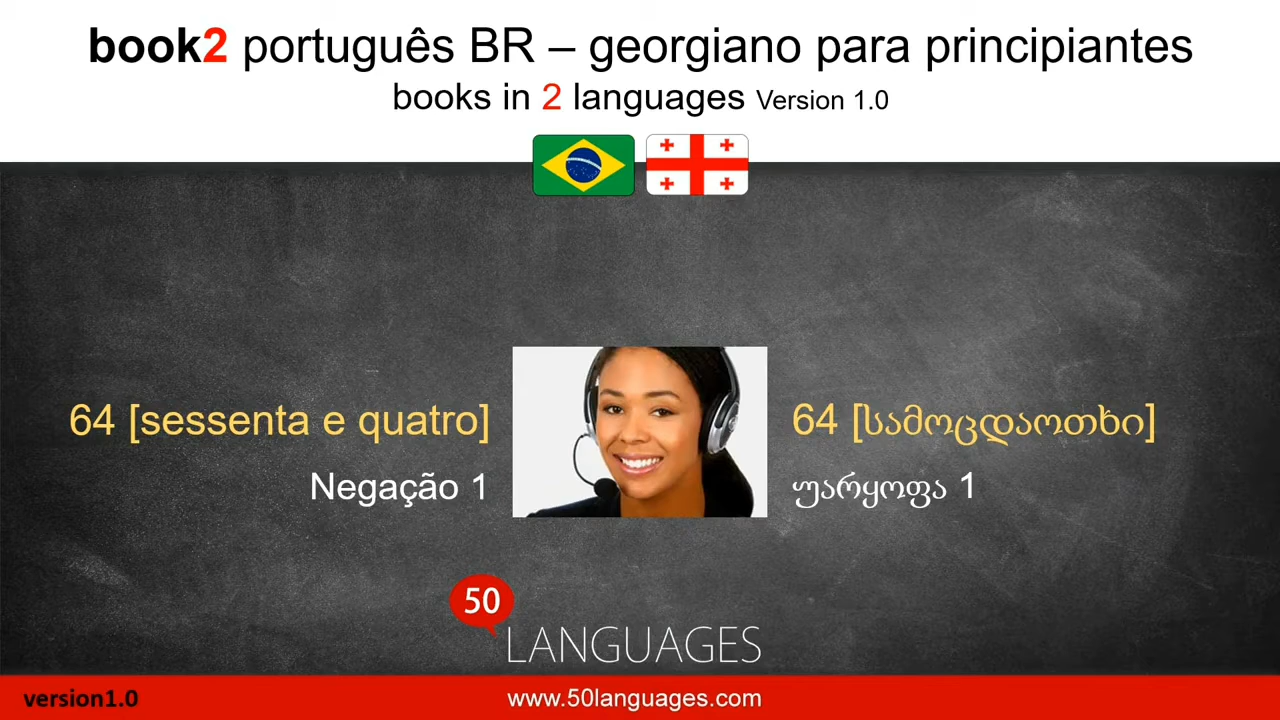 book2 português BR – georgiano para principiantes
books in 2 languages Version 1.0
64 [sessenta e quatro]
Negação 1
64 [სამოცდაოთხი]
უარყოფა 1
50
LANGUAGES
version1.0
www.50languages.com